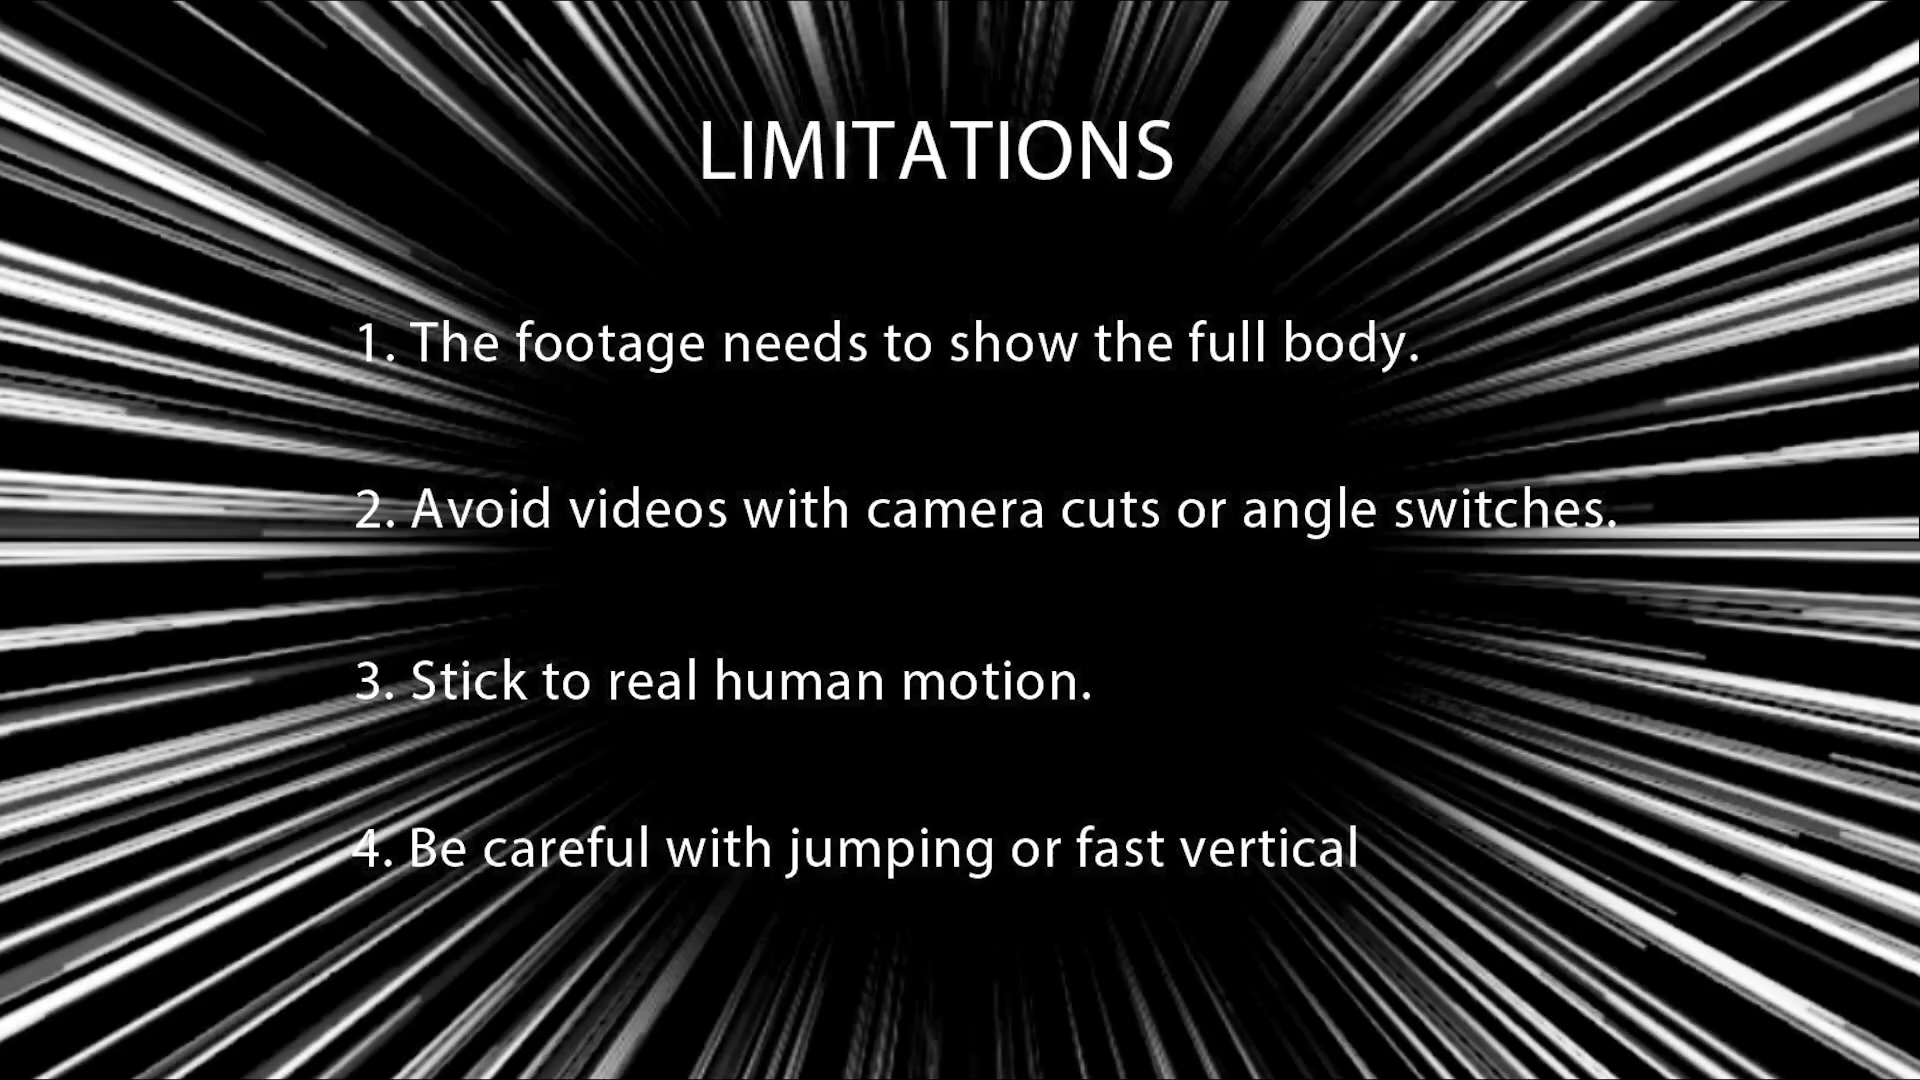 LIMITATIONS
1. The footage needs to show the full body.
2. Avoid videos with camera cuts or angle switches.
3. Stick to real human motion.
4. Be careful with jumping or fast vertical